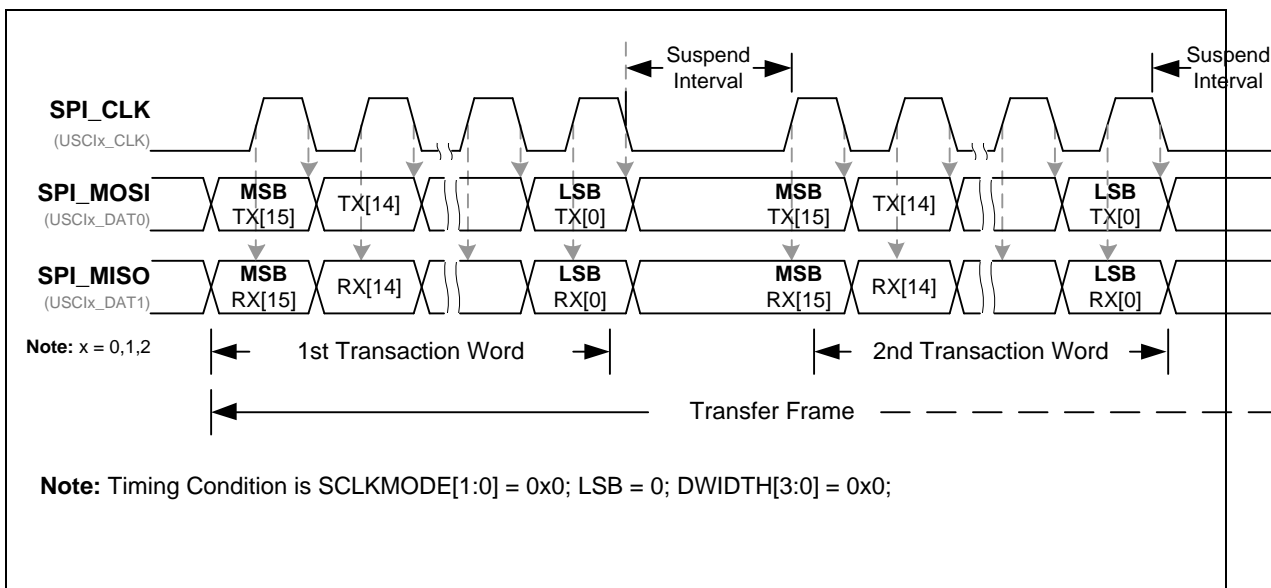 Suspend
Interval
Suspend
Interval
SPI_CLK
(USCIx_CLK)
SPI_MOSI
(USCIx_DAT0)
MSB
TX[15]
TX[14]
LSB
TX[0]
MSB
TX[15]
TX[14]
LSB
TX[0]
SPI_MISO
(USCIx_DAT1)
MSB
RX[15]
RX[14]
LSB
RX[0]
MSB
RX[15]
RX[14]
LSB
RX[0]
Note: x = 0,1,2
1st Transaction Word
2nd Transaction Word
Transfer Frame
Note: Timing Condition is SCLKMODE[1:0] = 0x0; LSB = 0; DWIDTH[3:0] = 0x0;